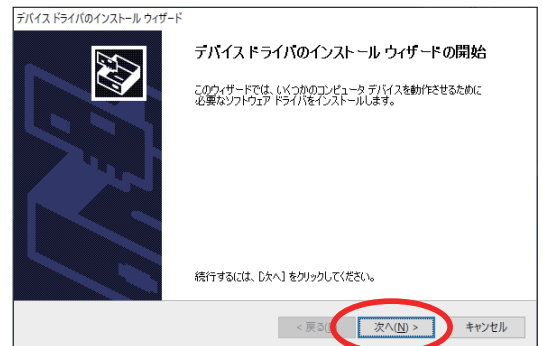 デバイス ドライバのインストール ウィザード
デバイス ドライバのインストール ウィザードの開始
このウィザードでは、いくつかのコンピュータ デバイスを動作させるために
必要なソフトウェア ドライバをインストールします。
続行するには、[次へ] をクリックしてください。
< 戻る(
次へ(N) >
キャンセル